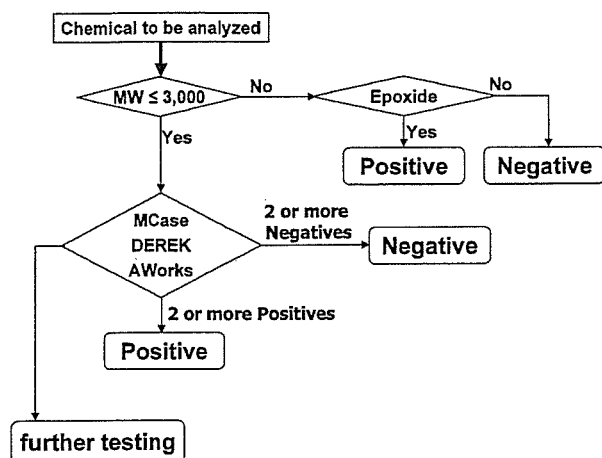 Chemical to be analyzed
MW ≤ 3,000
No
Epoxide
No
Yes
Yes
Positive
Negative
MCase
DEREK
AWorks
2 or more
Negatives
Negative
2 or more Positives
Positive
further testing